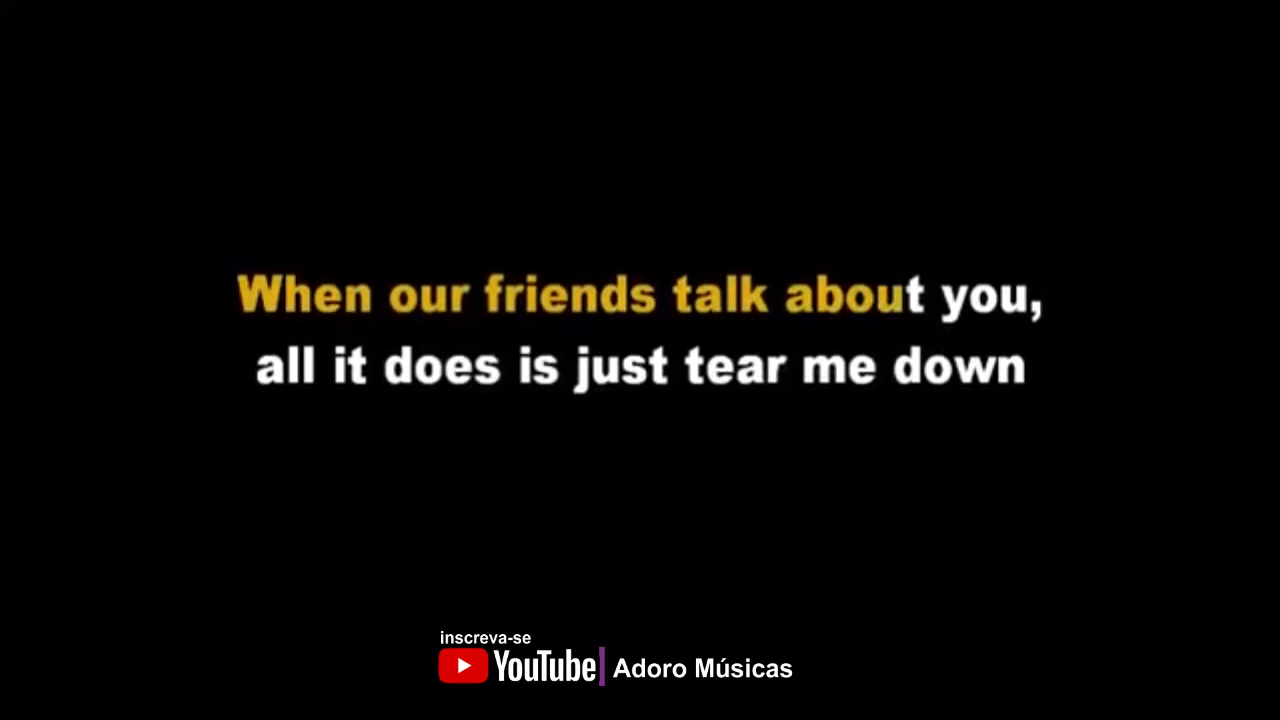 When our friends talk about you,
all it does is just tear me down
inscreva-se
YouTube | Adoro Músicas